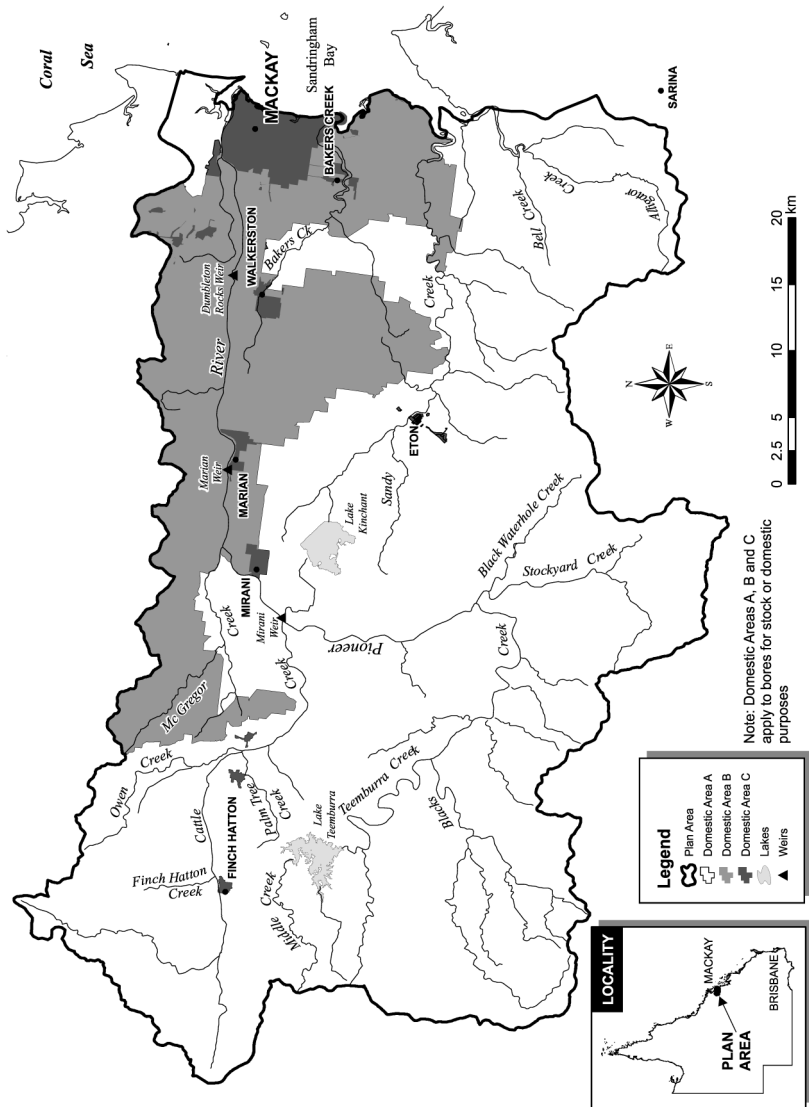 Coral
Sea
MACKAY
Sandringham
Bay
BAKERS CREEK
SARINA
Dumbleton
Rocks Weir
WALKERSTON
Bakers Ck
River
Creek
Bell Creek
Alligator
Creek
Marian
Weir
MARIAN
ETON
Sandy
Lake
Kinchant
MIRANI
Mirani
Weir
Creek
Creek
Pioneer
Black Waterhole Creek
Stockyard Creek
Creek
Mc Gregor
Owen
Creek
Cattle
Palm Tree
Creek
FINCH HATTON
Finch Hatton
Creek
Lake
Teemburra
Teemburra Creek
Middle
Creek
Blacks
N
E
S
W
0 2.5 5 10 15 20
km
Note: Domestic Areas A, B and C
apply to bores for stock or domestic
purposes
Legend
Plan Area
Domestic Area A
Domestic Area B
Domestic Area C
Lakes
Weirs
LOCALITY
MACKAY
PLAN
AREA
BRISBANE